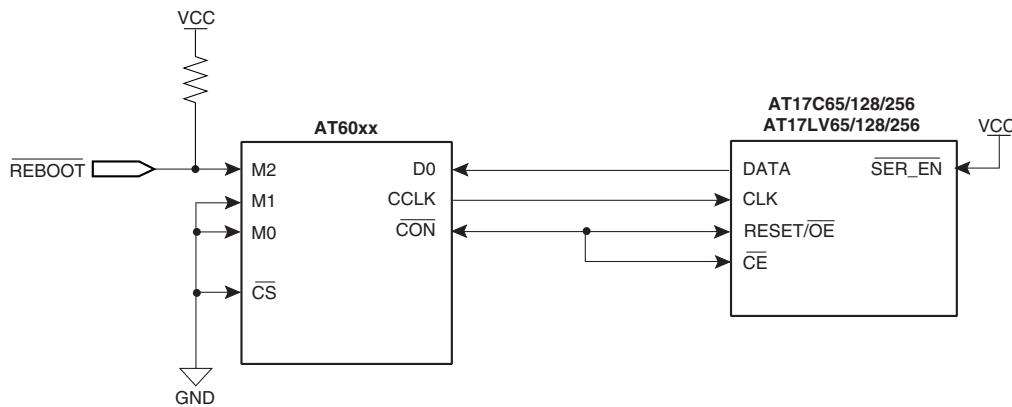 VCC
AT17C65/128/256
AT17LV65/128/256
VCC
AT60xx
REBOOT
M2
D0
DATA
SER_EN
M1
CCLK
CLK
M0
CON
RESET/OE
CE
CS
GND